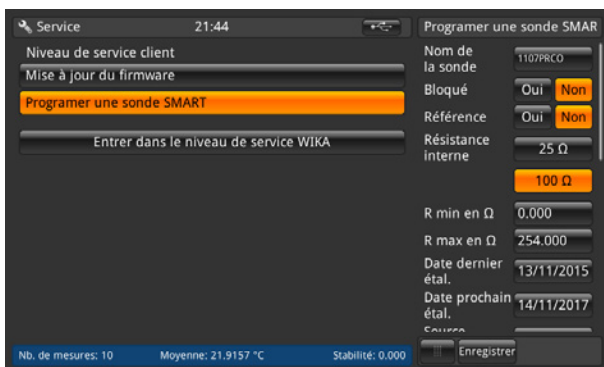 Service 21:44
Niveau de service client
Mise à jour du firmware
Programer une sonde SMART
Entrer dans le niveau de service WIKA
Nb. de mesures: 10 Moyenne: 21.9157 °C Stabilité: 0.000
Programer une sonde SMAR
Nom de
la sonde
1107PRCO
Bloqué Oui Non
Référence Oui Non
Résistance
interne
25 Ω
100 Ω
R min en Ω 0.000
R max en Ω 254.000
Date dernier
étal.
13/11/2015
Date prochain
étal.
14/11/2017
Source
Enregistrer